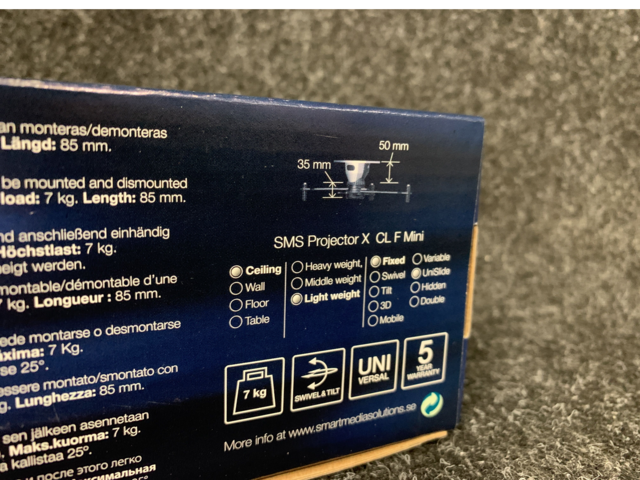 an monteras/demonteras
Längd: 85 mm.
be mounted and dismounted
load: 7 kg. Length: 85 mm.
nd anschließend einhändig
Höchstlast: 7 kg.
eigt werden.
montable/démontable d'une
7 kg. Longueur : 85 mm.
ede montarse o desmontarse
áxima: 7 Kg.
se 25°.
essere montato/smontato con
g. Lunghezza: 85 mm.
sen jälkeen asennetaan
. Maks.kuorma: 7 kg.
a kallistaa 25°.
и после этого легко
50 mm
35 mm
SMS Projector X CL F Mini
Ceiling
Wall
Floor
Table
Heavy weight,
Middle weight
Light weight
Fixed
Swivel
Tilt
3D
Mobile
Variable
UniSlide
Hidden
Double
7 kg
SWIVEL&TILT
UNI
VERSAL
5
YEAR
WARRANTY
More info at www.smartmediasolutions.se